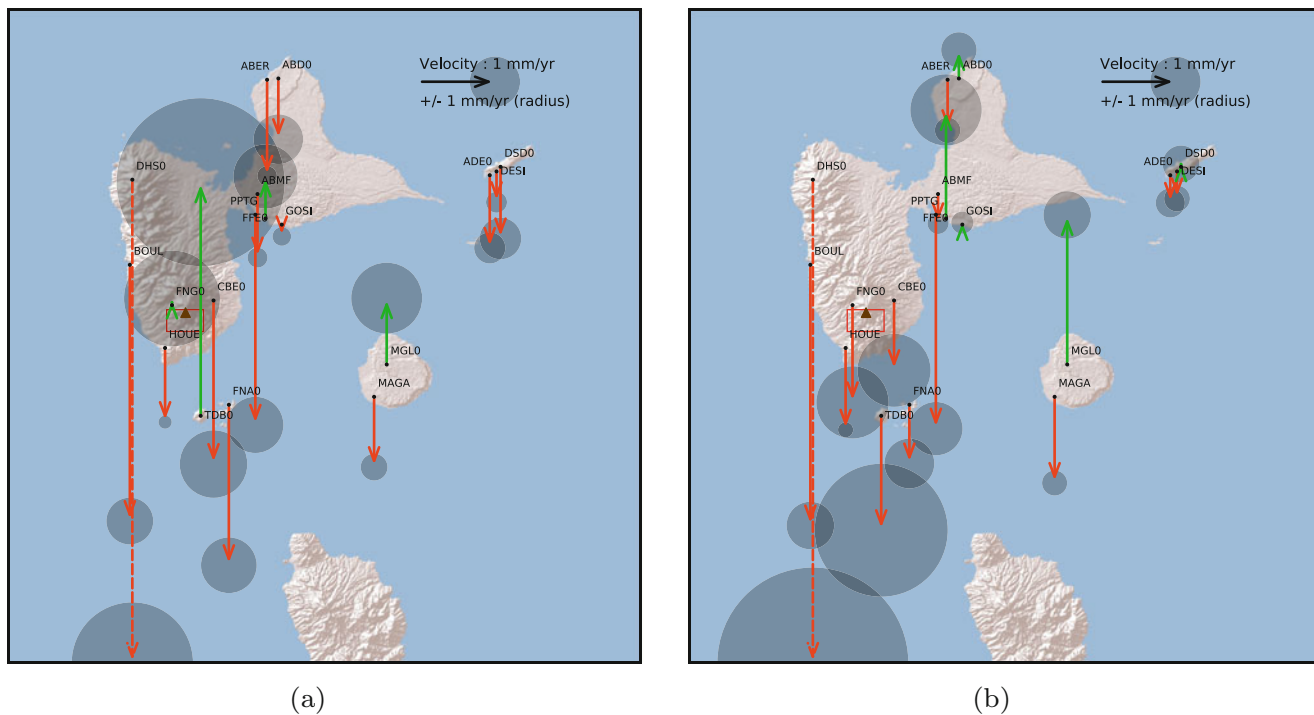 ABER
ABD0
Velocity : 1 mm/yr
+/- 1 mm/yr (radius)
DHS0
ADE0
DSD0
DESI
ABMF
PPTG
FFE0
GOSI
BOUL
FNG0
CBE0
HOUE
MGL0
MAGA
FNA0
TDB0
(a)
ABER
ABD0
Velocity : 1 mm/yr
+/- 1 mm/yr (radius)
DHS0
ADE0
DSD0
DESI
ABMF
PPTG
FFE0
GOSI
BOUL
FNG0
CBE0
HOUE
MGL0
MAGA
FNA0
TDB0
(b)